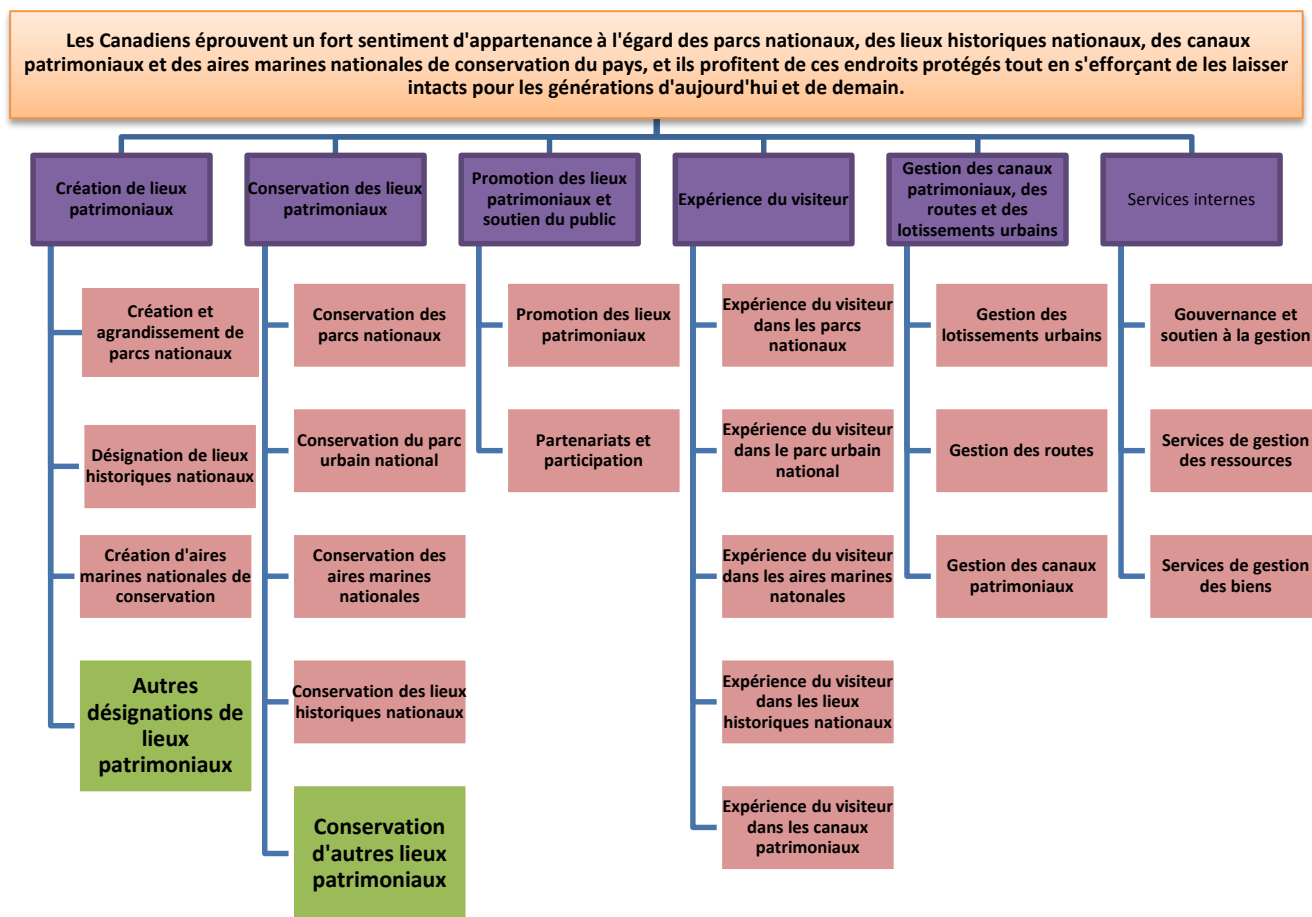 Les Canadiens éprouvent un fort sentiment d'appartenance à l'égard des parcs nationaux, des lieux historiques nationaux, des canaux
patrimoniaux et des aires marines nationales de conservation du pays, et ils profitent de ces endroits protégés tout en s'efforçant de les laisser
intacts pour les générations d'aujourd'hui et de demain.
Création de lieux
patrimoniaux
Création et
agrandissement de
parcs nationaux
Désignation de lieux
historiques nationaux
Création d'aires
marines nationales de
conservation
Autres
désignations de
lieux
patrimoniaux
Conservation des lieux
patrimoniaux
Conservation des
parcs nationaux
Conservation du parc
urbain national
Conservation des
aires marines
nationales
Conservation des lieux
historiques nationaux
Conservation
d'autres lieux
patrimoniaux
Promotion des lieux
patrimoniaux et
soutien du public
Promotion des lieux
patrimoniaux
Partenariats et
participation
Expérience du visiteur
Expérience du visiteur
dans les parcs
nationaux
Expérience du visiteur
dans le parc urbain
national
Expérience du visiteur
dans les aires marines
natonales
Expérience du visiteur
dans les lieux
historiques nationaux
Expérience du visiteur
dans les canaux
patrimoniaux
Gestion des canaux
patrimoniaux, des
routes et des
lotissements urbains
Gestion des
lotissements urbains
Gestion des routes
Gestion des canaux
patrimoniaux
Services internes
Gouvernance et
soutien à la gestion
Services de gestion
des ressources
Services de gestion
des biens